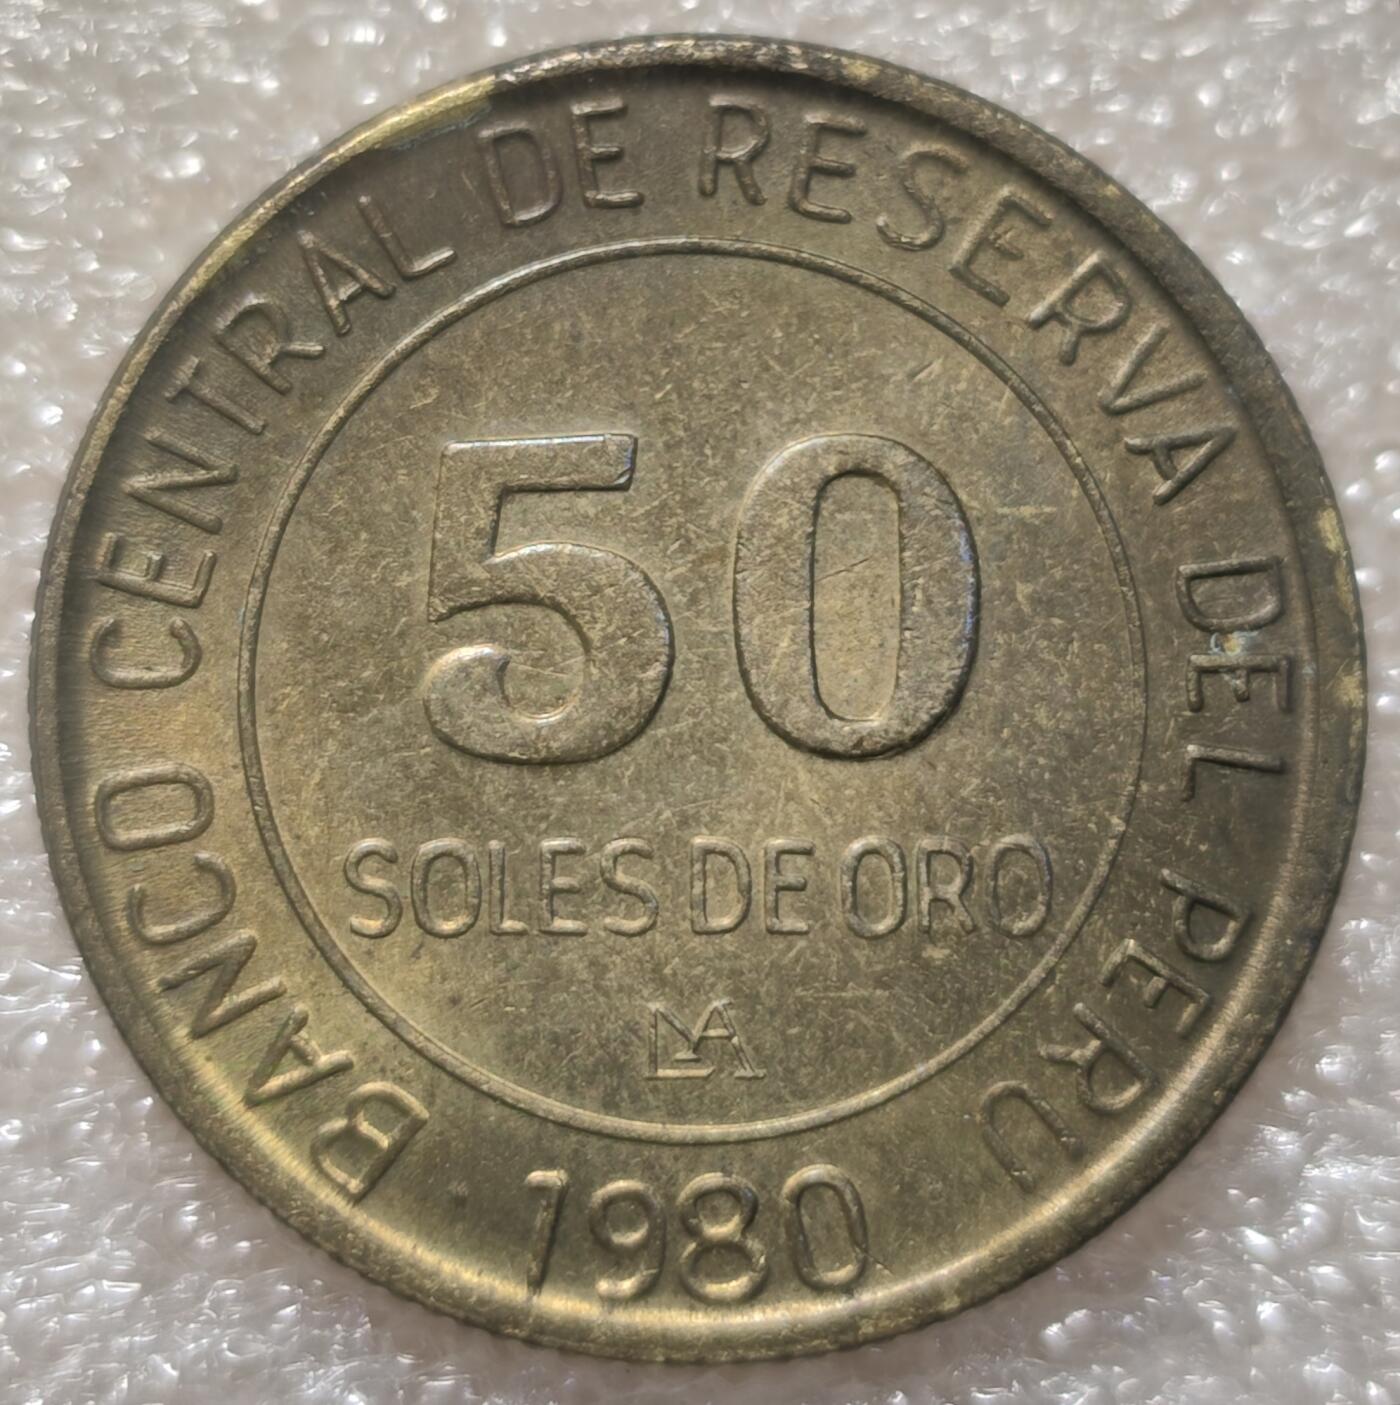 BANCO CENTRAL DE RESERVA DEL PERU
50
SOLES DE ORO
LMA
1980